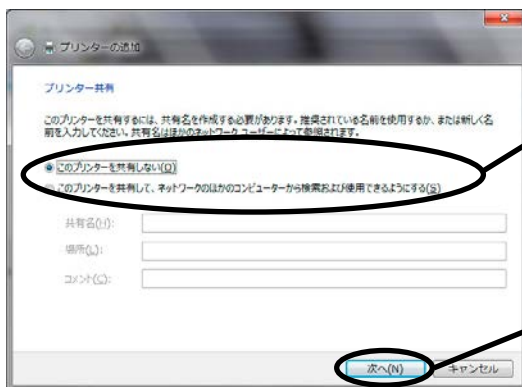 プリンターの追加
プリンター共有
このプリンターを共有するには、共有名を作成する必要があります。推奨されている名前を使用するか、または新しく名
前を入力してください。共有名はほかのネットワーク ユーザーによって参照されます。
このプリンターを共有しない(O)
このプリンターを共有して、ネットワークのほかのコンピューターから検索および使用できるようにする(S)
共有名(H):
場所(L):
コメント(C):
次へ(N)
キャンセル